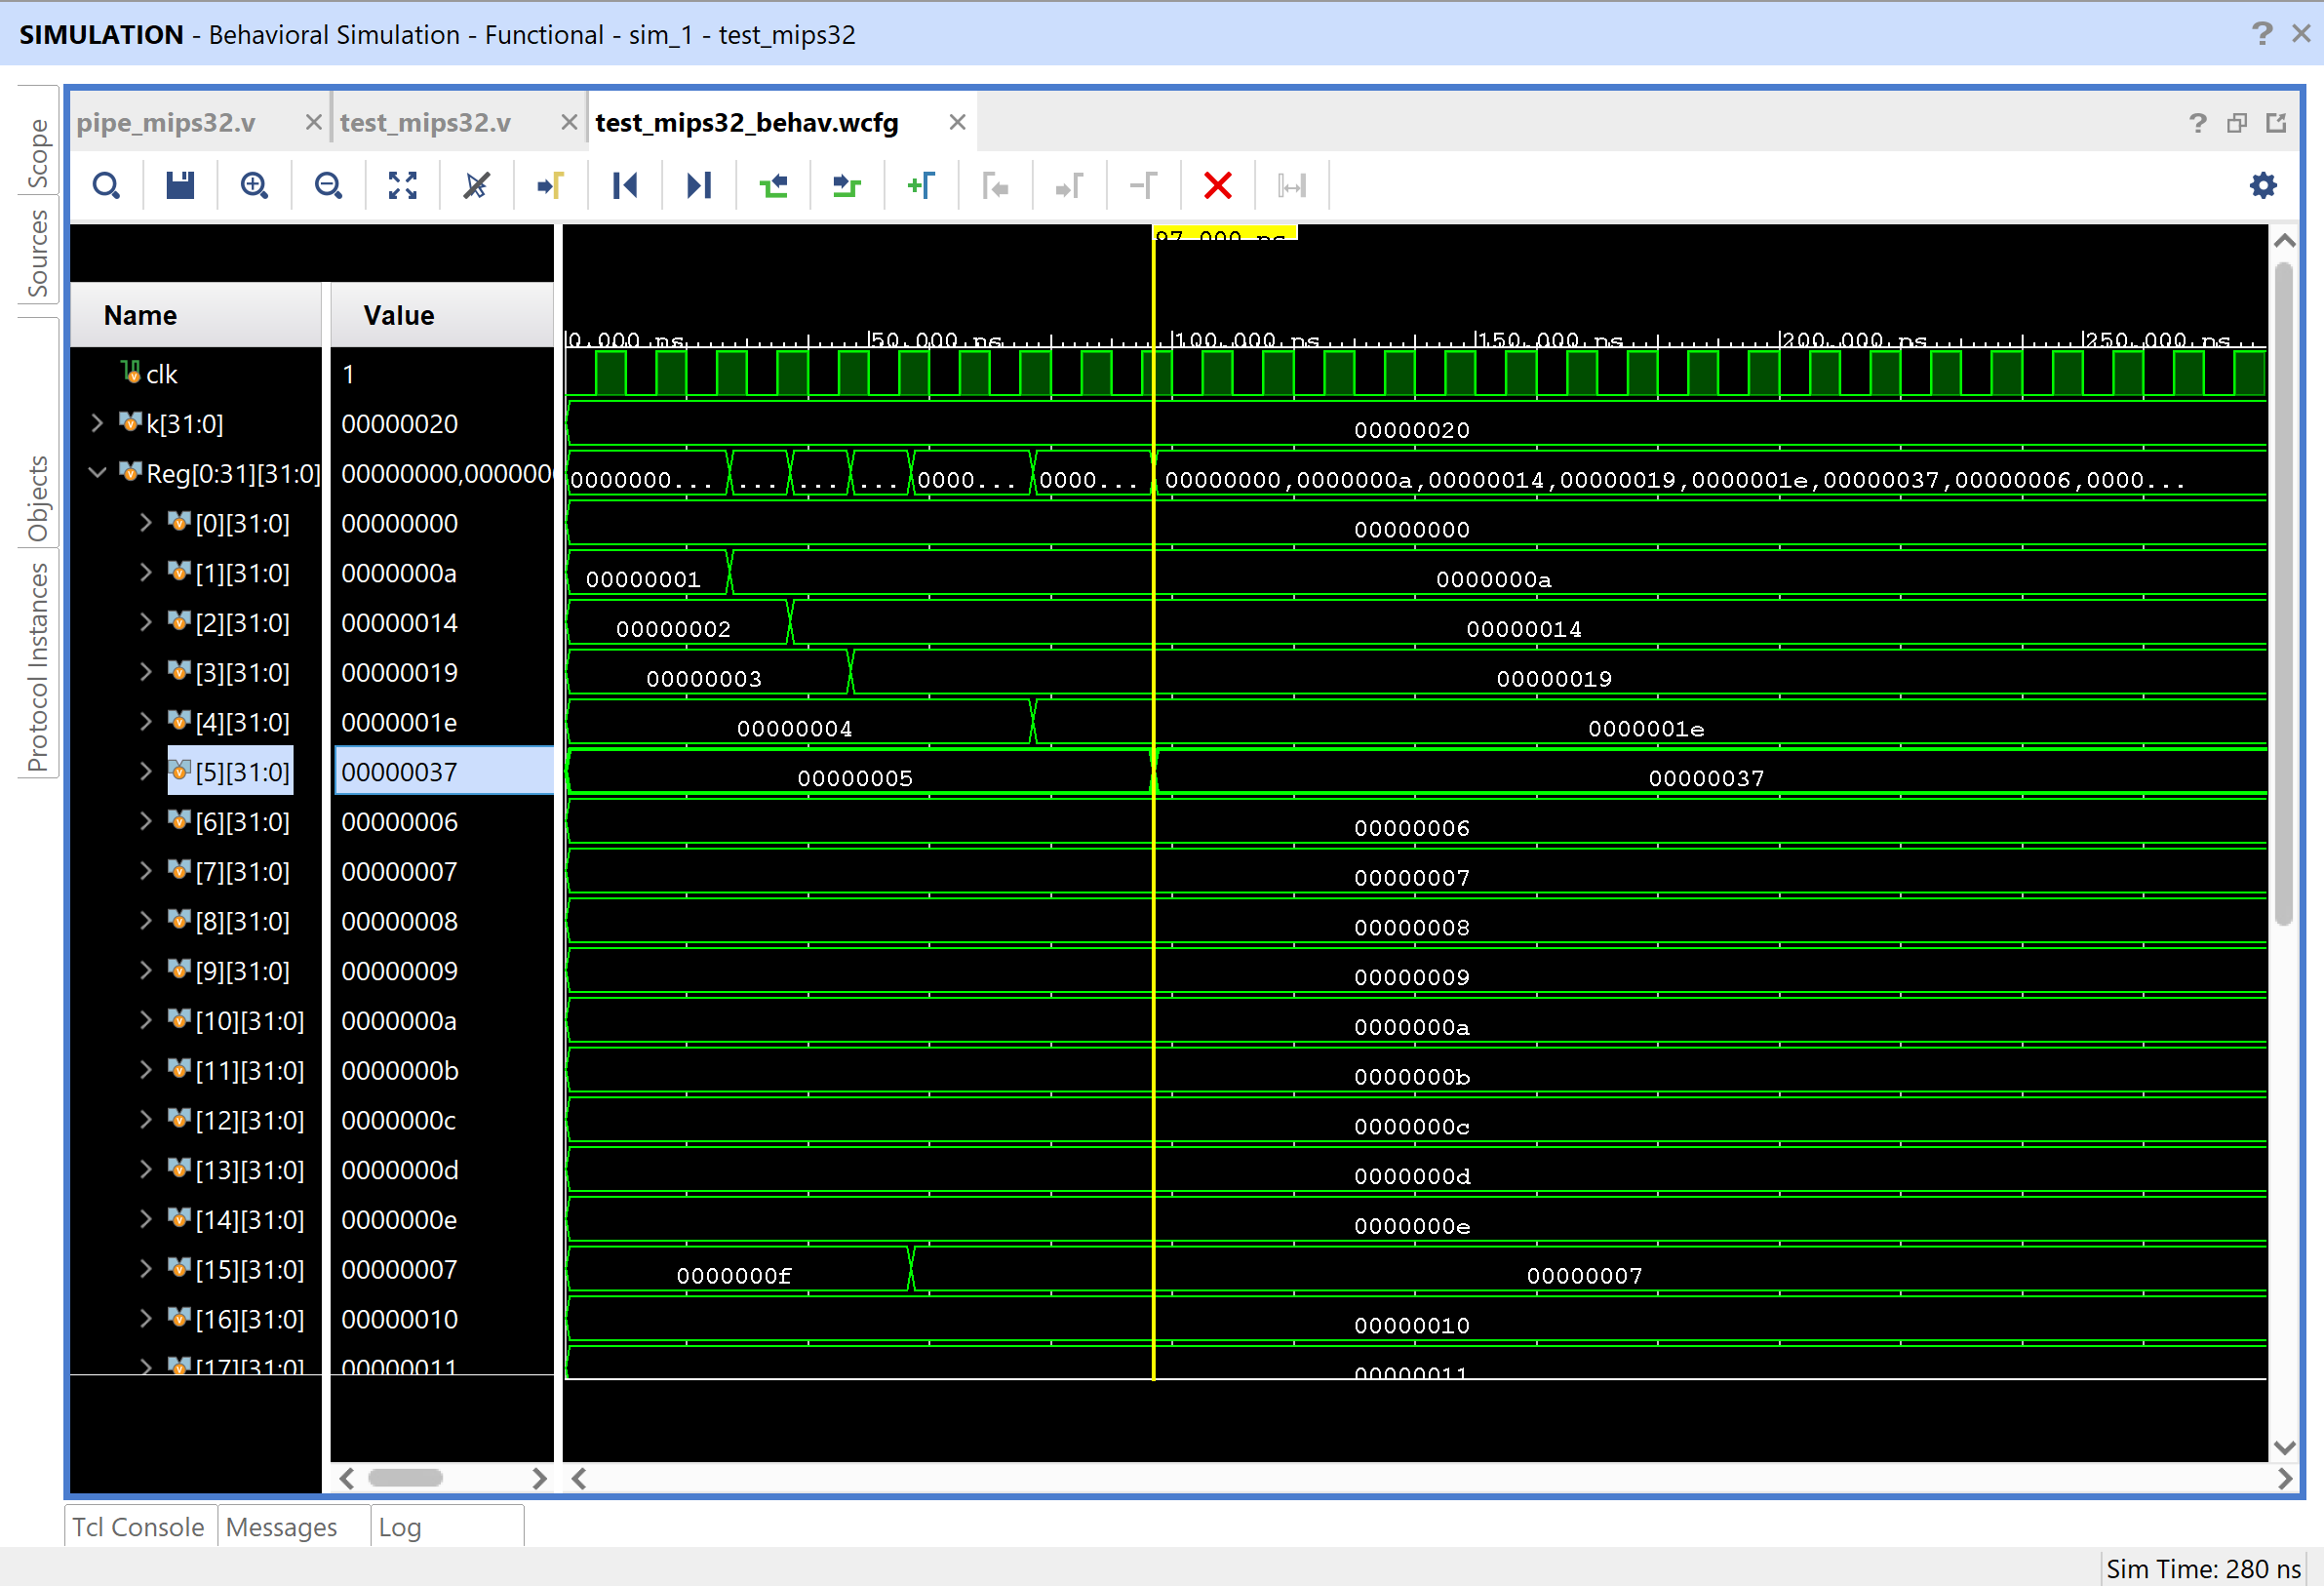 SIMULATION - Behavioral Simulation - Functional - sim_1 - test_mips32
Scope
Sources
Objects
Protocol Instances
pipe_mips32.v
test_mips32.v
test_mips32_behav.wcfg
97.000 ns
Name Value
0.000 ns 50.000 ns 100.000 ns 150.000 ns 200.000 ns 250.000 ns
clk 1
k[31:0] 00000020 00000020
Reg[0:31][31:0] 00000000,0000000 0000000... ... ... ... 0000... 0000... 00000000,0000000a,00000014,00000019,0000001e,00000037,00000006,0000...
[0][31:0] 00000000 00000000
[1][31:0] 0000000a 00000001 0000000a
[2][31:0] 00000014 00000002 00000014
[3][31:0] 00000019 00000003 00000019
[4][31:0] 0000001e 00000004 0000001e
[5][31:0] 00000037 00000005 00000037
[6][31:0] 00000006 00000006
[7][31:0] 00000007 00000007
[8][31:0] 00000008 00000008
[9][31:0] 00000009 00000009
[10][31:0] 0000000a 0000000a
[11][31:0] 0000000b 0000000b
[12][31:0] 0000000c 0000000c
[13][31:0] 0000000d 0000000d
[14][31:0] 0000000e 0000000e
[15][31:0] 00000007 0000000f 00000007
[16][31:0] 00000010 00000010
[17][31:0] 00000011 00000011
Tcl Console Messages Log
Sim Time: 280 ns